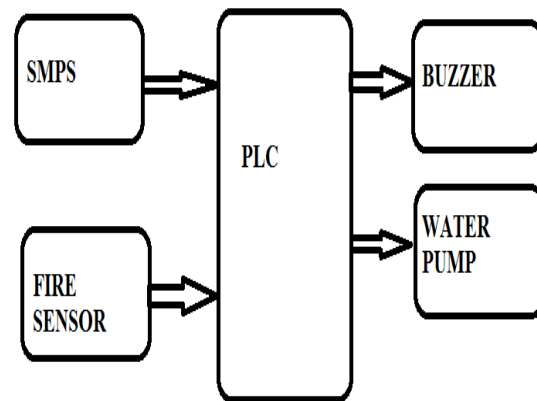 SMPS
FIRE
SENSOR
PLC
BUZZER
WATER
PUMP